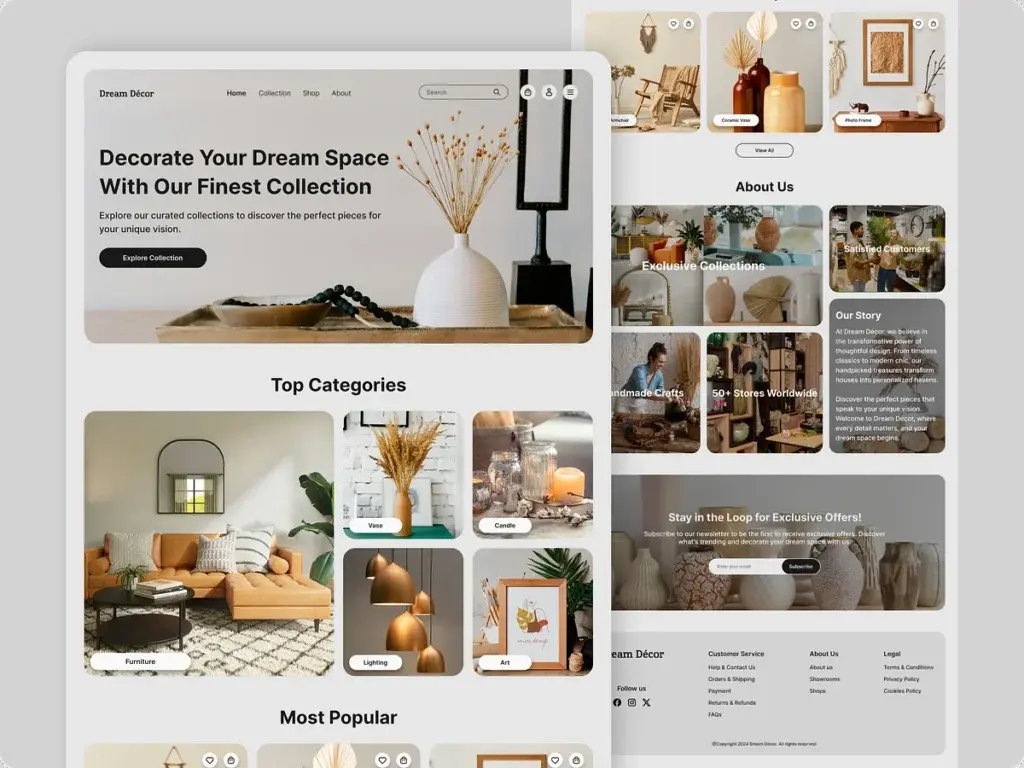 Dream Décor
Home
Collection
Shop
About
Search
Decorate Your Dream Space
With Our Finest Collection
Explore our curated collections to discover the perfect pieces for
your unique vision.
Explore Collection
Top Categories
Furniture
Vase
Candle
Lighting
Art
Most Popular
Armchair
Ceramic Vase
Photo Frame
View All
About Us
Exclusive Collections
Satisfied Customers
ndmade Crafts
50+ Stores Worldwide
Our Story
At Dream Décor, we believe in
the transformative power of
thoughtful design. From timeless
classics to modern chic, our
handpicked treasures transform
houses into personalized havens.
Discover the perfect pieces that
speak to your unique vision.
Welcome to Dream Décor, where
every detail matters, and your
dream space begins.
Stay in the Loop for Exclusive Offers!
Subscribe to our newsletter to be the first to receive exclusive offers. Discover
what's trending and decorate your dream space with us.
Enter your email
Subscribe
eam Décor
Follow us
Customer Service
Help & Contact Us
Orders & Shipping
Payment
Returns & Refunds
FAQs
About Us
About us
Showrooms
Shops
Legal
Terms & Conditions
Privacy Policy
Cookies Policy
©Copyright 2024 Dream Décor. All rights reserved.